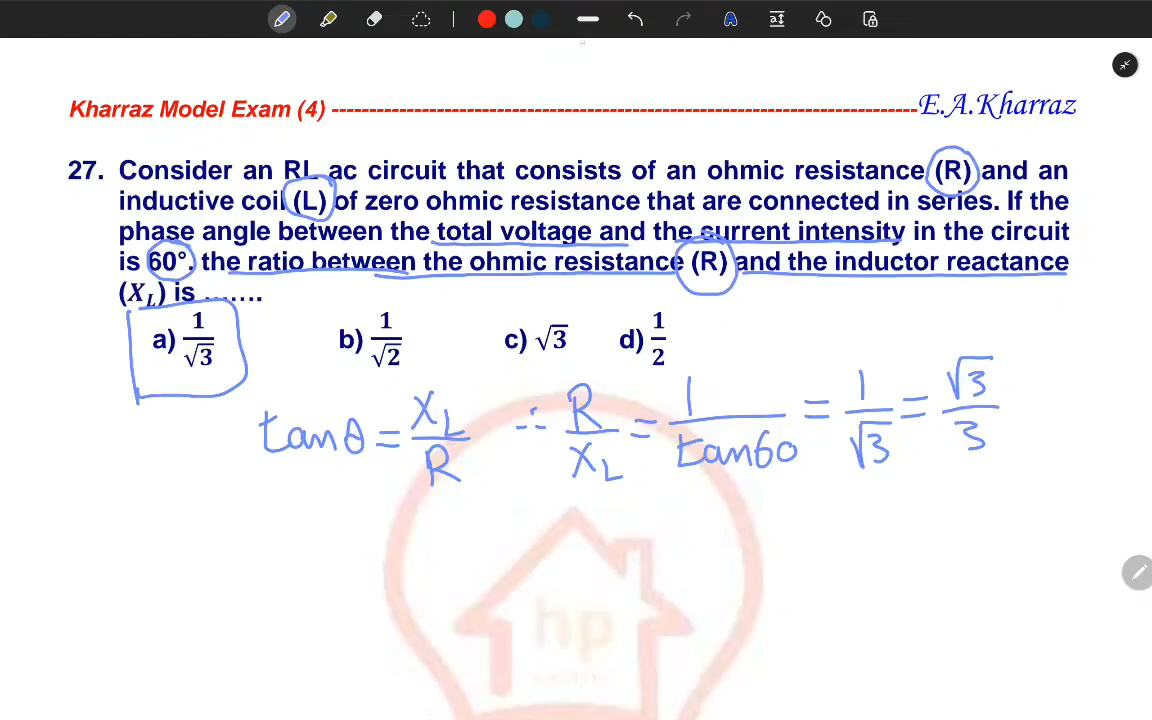 Kharraz Model Exam (4) ---------------------------------------------------------------------------------E.A.Kharraz
27. Consider an RL ac circuit that consists of an ohmic resistance (R) and an
inductive coil (L) of zero ohmic resistance that are connected in series. If the
phase angle between the total voltage and the current intensity in the circuit
is 60°. the ratio between the ohmic resistance (R) and the inductor reactance
(X_L) is …….
a) 1/√3 b) 1/√2 c) √3 d) 1/2
tanθ = X_L/R ∴ R/X_L = 1/tan60 = 1/√3 = √3/3
hp